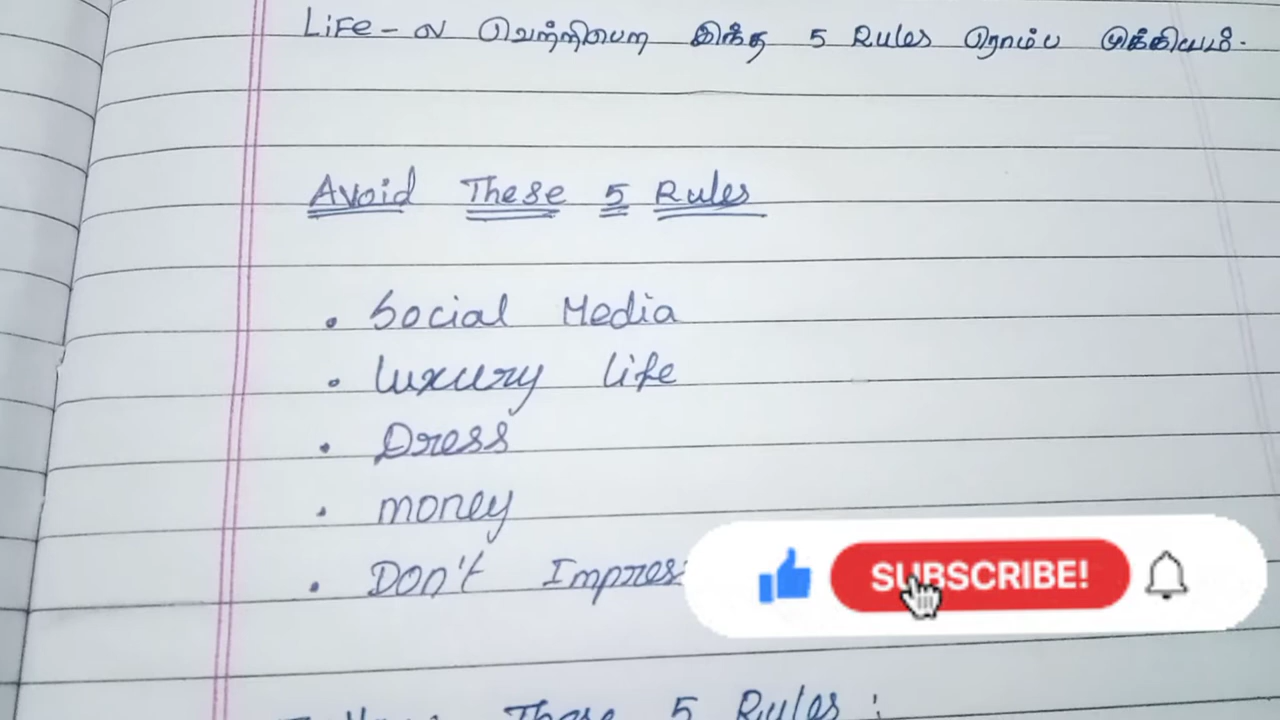 Life - ல வெற்றிபெற இந்த 5 Rules ரொம்ப முக்கியம்.
Avoid These 5 Rules
• Social Media
• luxury life
• Dress
• money
• Don't Impres
SUBSCRIBE!
These 5 Rules :